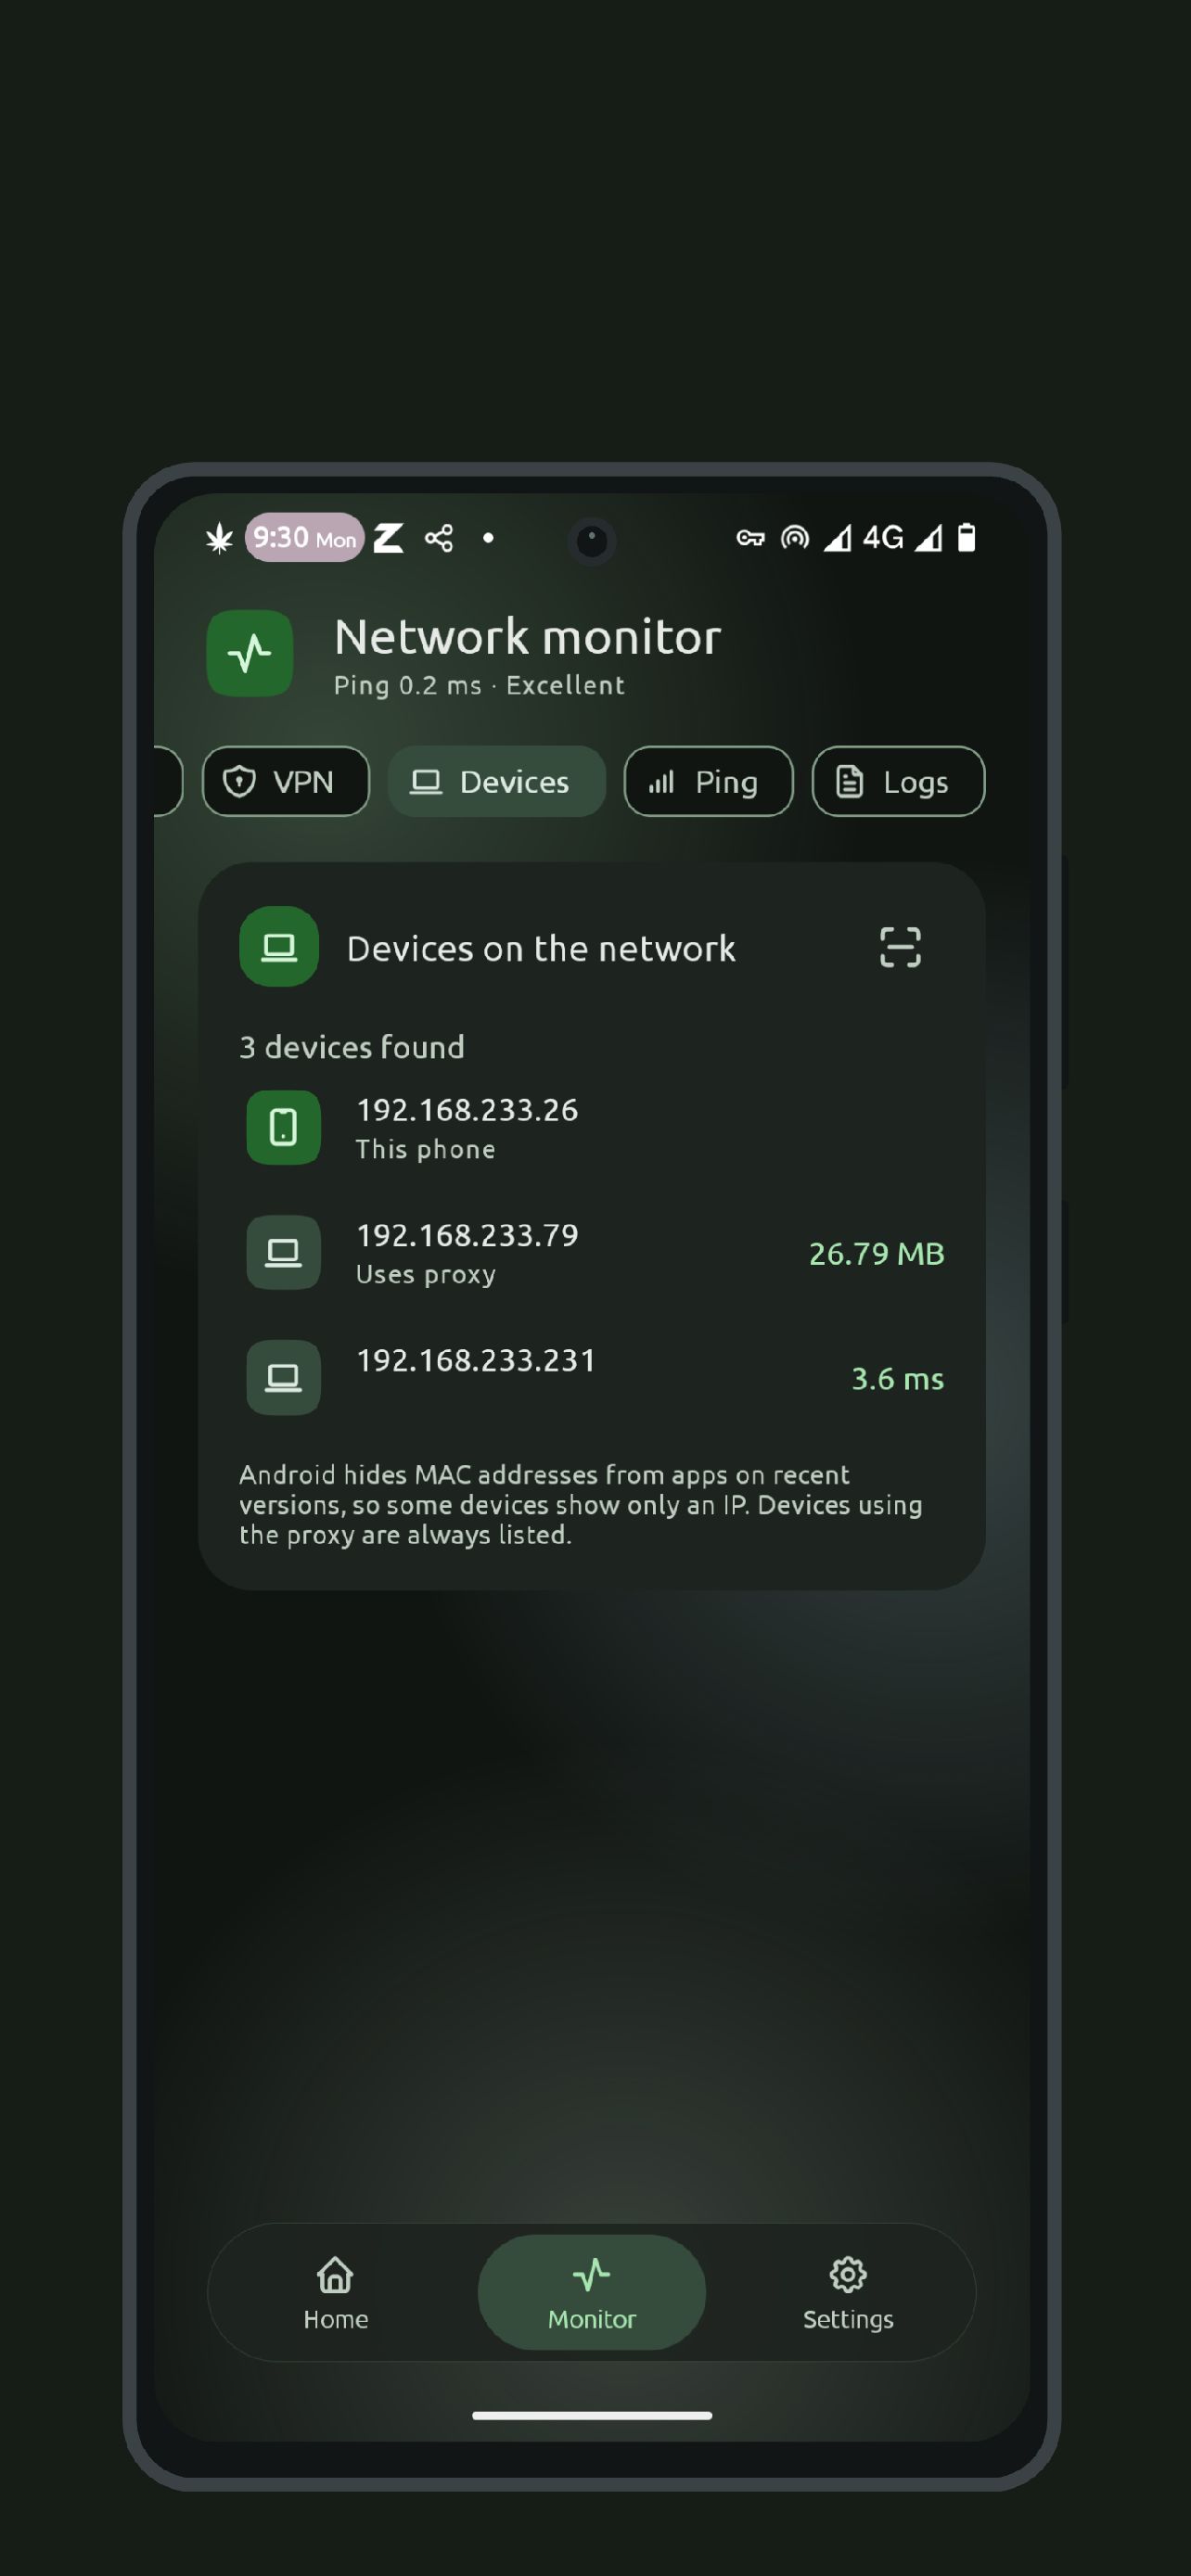 9:30 Mon
4G
Network monitor
Ping 0.2 ms · Excellent
VPN
Devices
Ping
Logs
Devices on the network
3 devices found
192.168.233.26
This phone
192.168.233.79
Uses proxy
26.79 MB
192.168.233.231
3.6 ms
Android hides MAC addresses from apps on recent
versions, so some devices show only an IP. Devices using
the proxy are always listed.
Home
Monitor
Settings